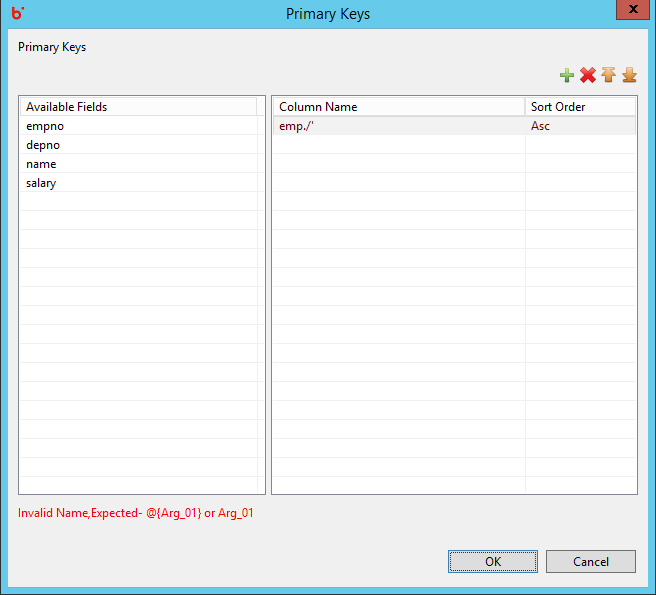 Primary Keys
Primary Keys
Available Fields
Column Name Sort Order
empno
emp./' Asc
depno
name
salary
Invalid Name,Expected- @{Arg_01} or Arg_01
OK Cancel